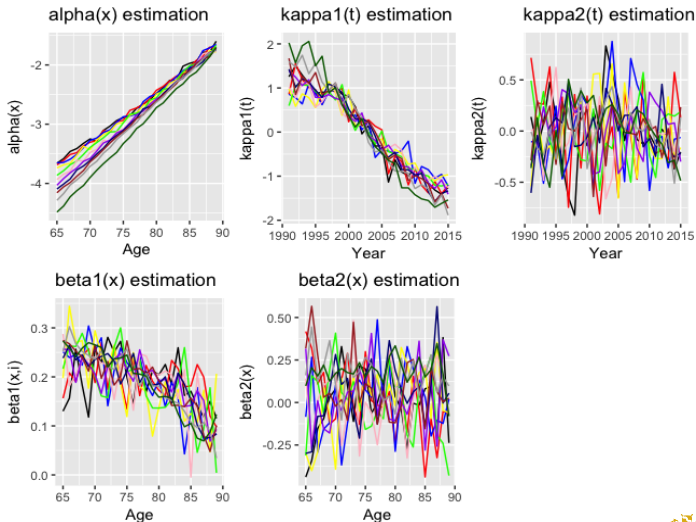 alpha(x) estimation
alpha(x)
-2
-3
-4
65 70 75 80 85 90
Age
kappa1(t) estimation
kappa1(t)
2
1
0
-1
-2
1990 1995 2000 2005 2010 2015
Year
kappa2(t) estimation
kappa2(t)
0.5
0.0
-0.5
1990 1995 2000 2005 2010 2015
Year
beta1(x) estimation
beta1(x,i)
0.3
0.2
0.1
0.0
65 70 75 80 85 90
Age
beta2(x) estimation
beta2(x)
0.50
0.25
0.00
-0.25
65 70 75 80 85 90
Age